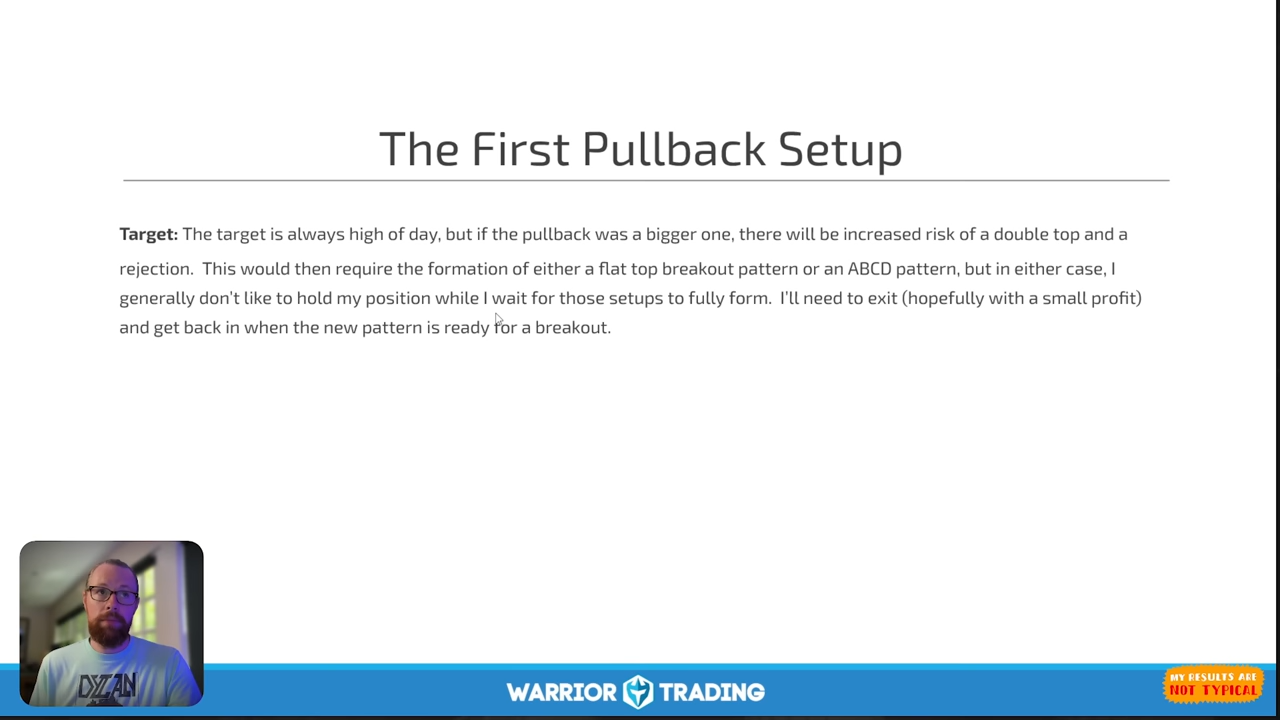 The First Pullback Setup
Target: The target is always high of day, but if the pullback was a bigger one, there will be increased risk of a double top and a
rejection.  This would then require the formation of either a flat top breakout pattern or an ABCD pattern, but in either case, I
generally don't like to hold my position while I wait for those setups to fully form.  I'll need to exit (hopefully with a small profit)
and get back in when the new pattern is ready for a breakout.
DYLAN
WARRIOR TRADING
MY RESULTS ARE
NOT TYPICAL